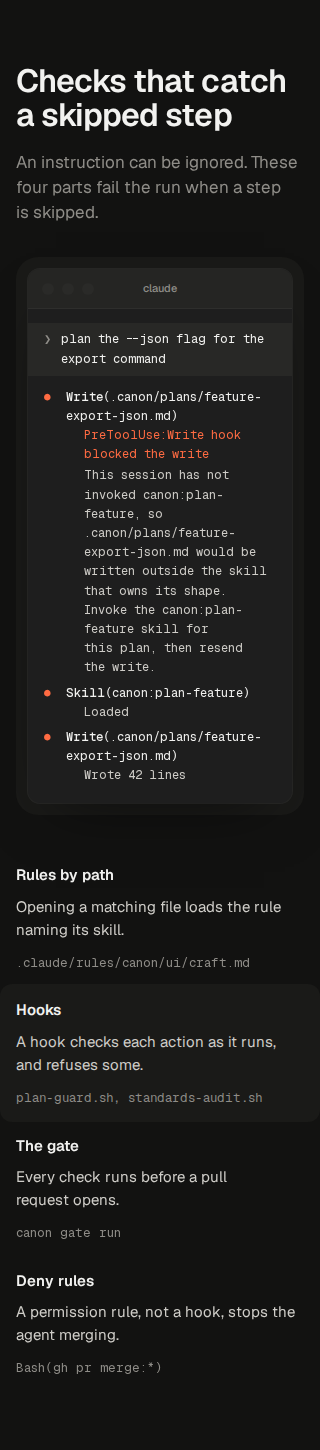 Checks that catch
a skipped step
An instruction can be ignored. These
four parts fail the run when a step
is skipped.
claude
❯ plan the --json flag for the
export command
● Write(.canon/plans/feature-
export-json.md)
PreToolUse:Write hook
blocked the write
This session has not
invoked canon:plan-
feature, so
.canon/plans/feature-
export-json.md would be
written outside the skill
that owns its shape.
Invoke the canon:plan-
feature skill for
this plan, then resend
the write.
● Skill(canon:plan-feature)
Loaded
● Write(.canon/plans/feature-
export-json.md)
Wrote 42 lines
Rules by path
Opening a matching file loads the rule
naming its skill.
.claude/rules/canon/ui/craft.md
Hooks
A hook checks each action as it runs,
and refuses some.
plan-guard.sh, standards-audit.sh
The gate
Every check runs before a pull
request opens.
canon gate run
Deny rules
A permission rule, not a hook, stops the
agent merging.
Bash(gh pr merge:*)